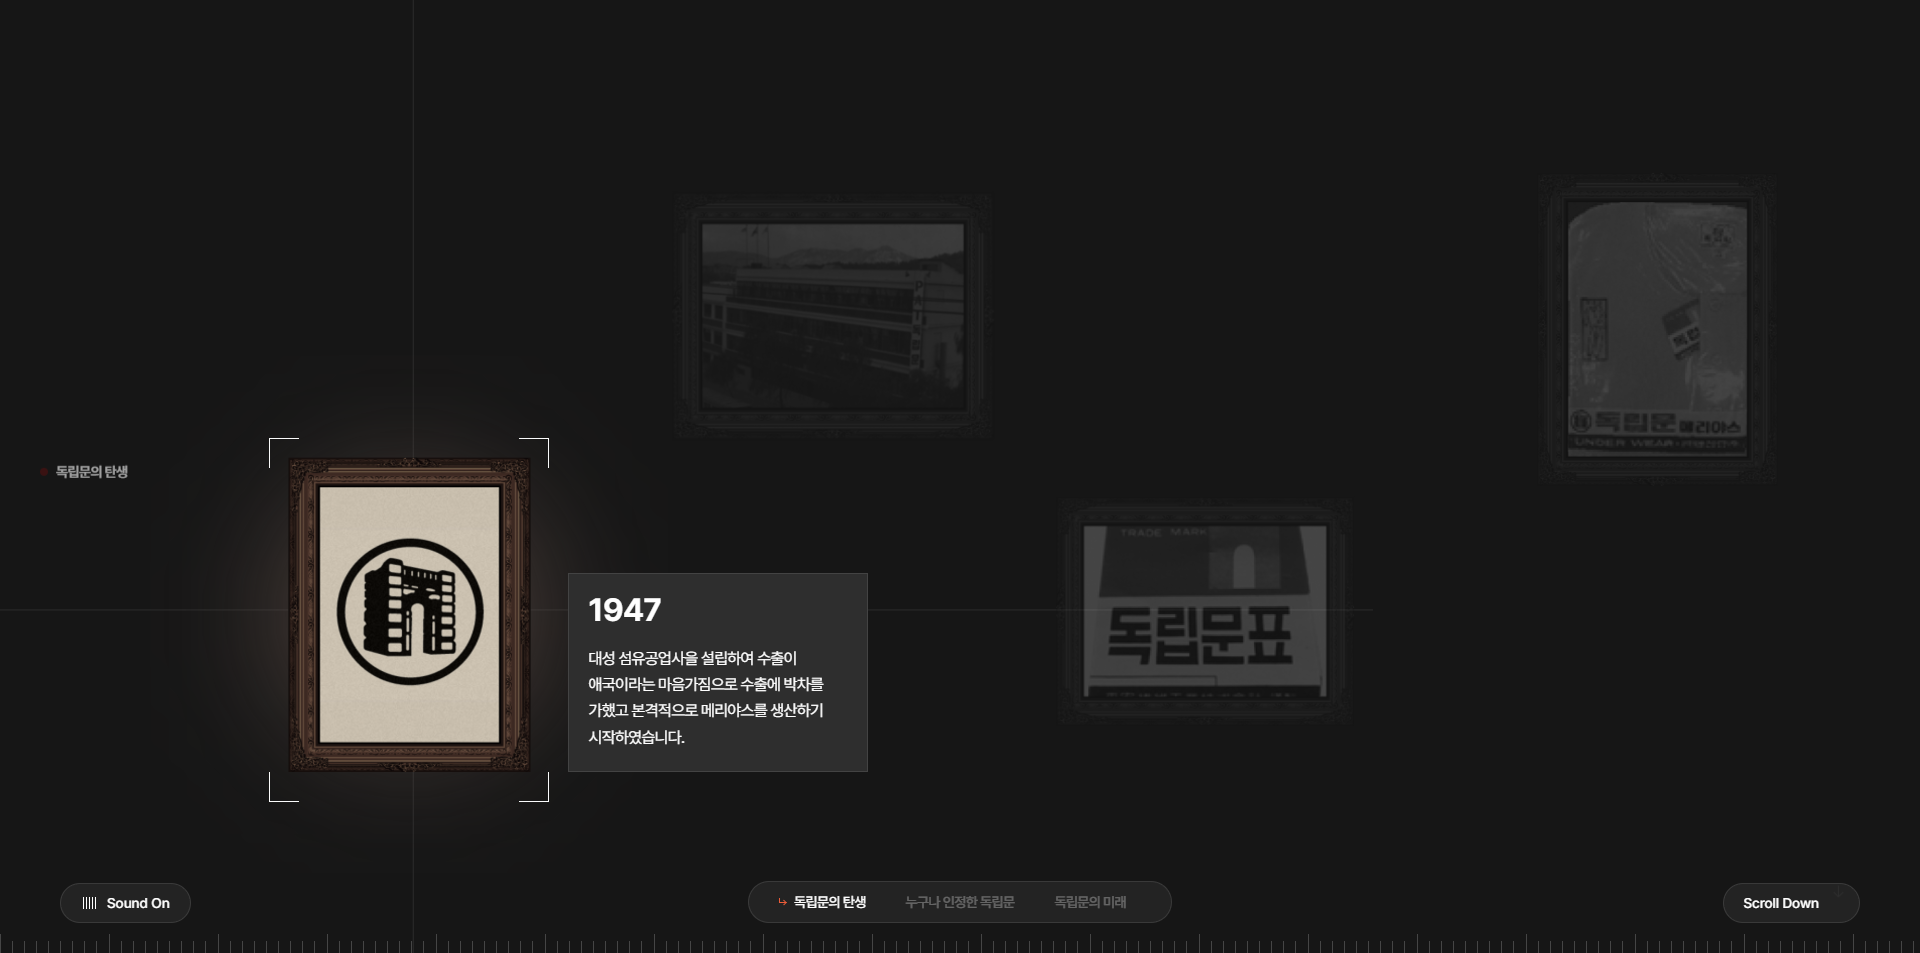 독립문의 탄생
1947
대성 섬유공업사을 설립하여 수출이
애국이라는 마음가짐으로 수출에 박차를
가했고 본격적으로 메리야스를 생산하기
시작하였습니다.
TRADE MARK
독립문표
독립문 메리야스
UNDER WEAR
Sound On
독립문의 탄생
누구나 인정한 독립문
독립문의 미래
Scroll Down